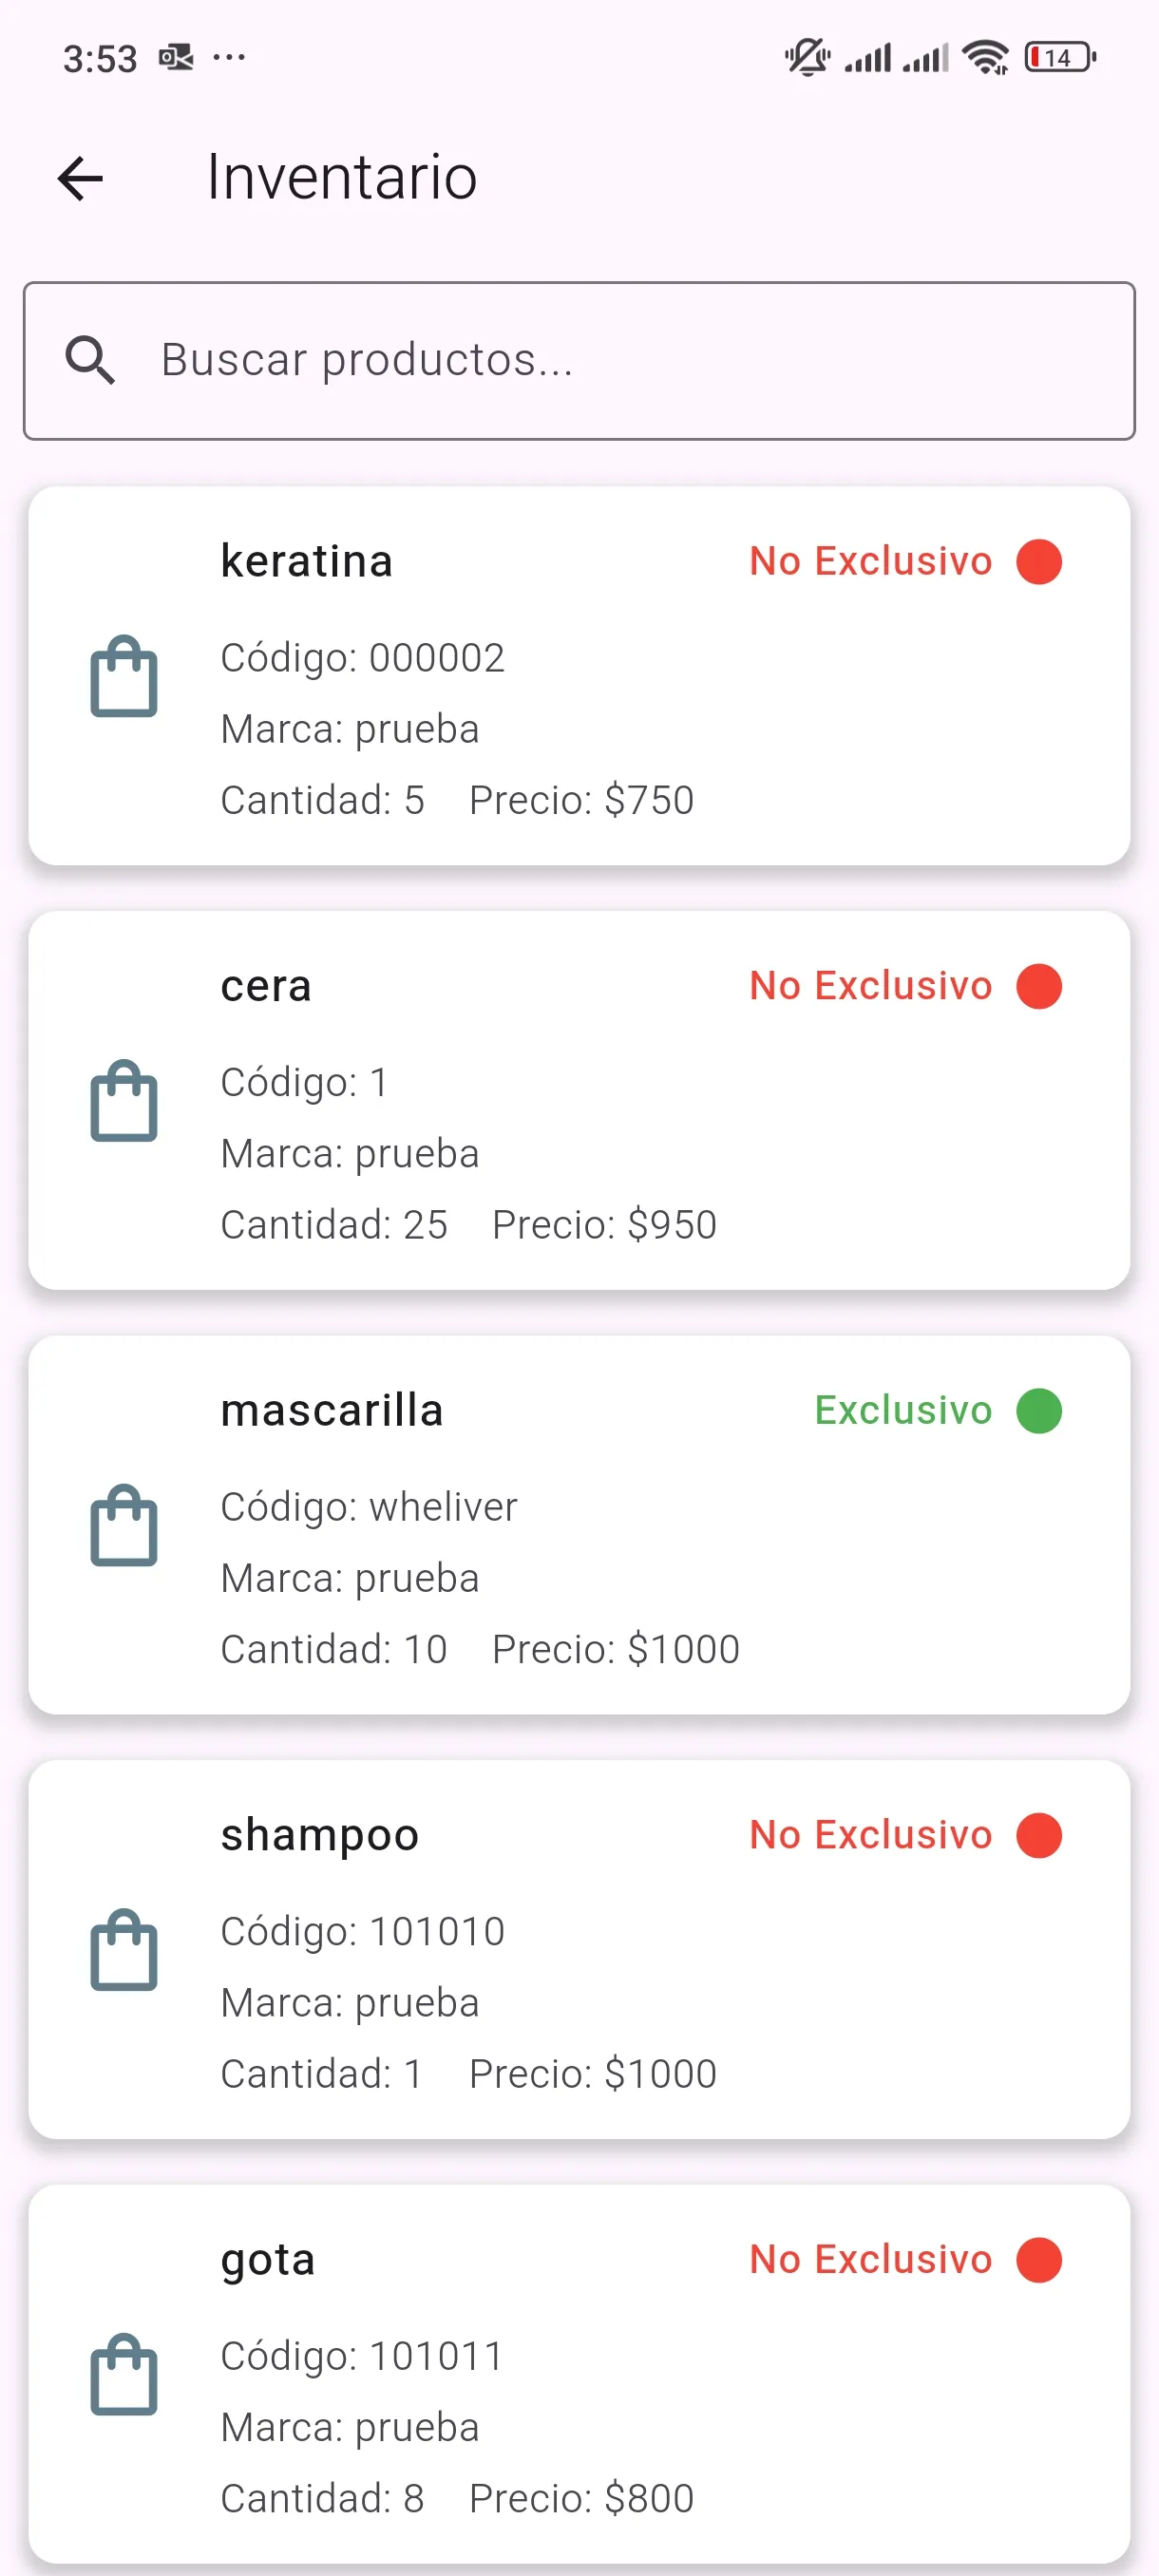 3:53 ...
14
Inventario
Buscar productos...
keratina No Exclusivo
Código: 000002
Marca: prueba
Cantidad: 5 Precio: $750
cera No Exclusivo
Código: 1
Marca: prueba
Cantidad: 25 Precio: $950
mascarilla Exclusivo
Código: wheliver
Marca: prueba
Cantidad: 10 Precio: $1000
shampoo No Exclusivo
Código: 101010
Marca: prueba
Cantidad: 1 Precio: $1000
gota No Exclusivo
Código: 101011
Marca: prueba
Cantidad: 8 Precio: $800